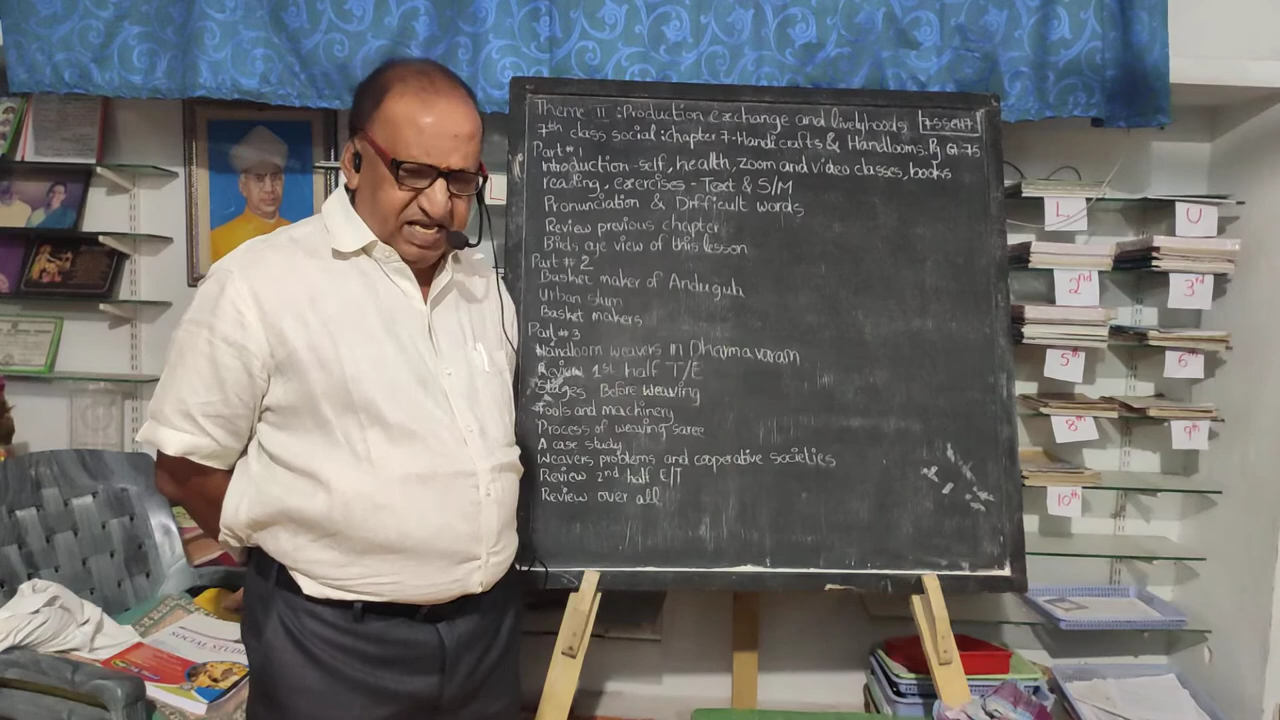 Theme II : Production exchange and livelyhoods 7SSCH7
7th class social : chapter 7 - Handicrafts & Handlooms. Pg 75
Part # 1
Introduction - self, health, zoom and video classes, books
reading, exercises - Text & S/M
Pronunciation & Difficult words
Review previous chapter
Birds eye view of this lesson
Part # 2
Basket maker of Andugula
Urban slum
Basket makers
Part # 3
Handloom weavers in Dharmavaram
Review 1st half T/E
Stages Before weaving
Tools and machinery
Process of weaving saree
A case study
Weavers problems and cooperative societies
Review 2nd half E/T
Review over all
L U
2nd 3rd
5th 6th
8th 9th
10th
SOCIAL STUDIES